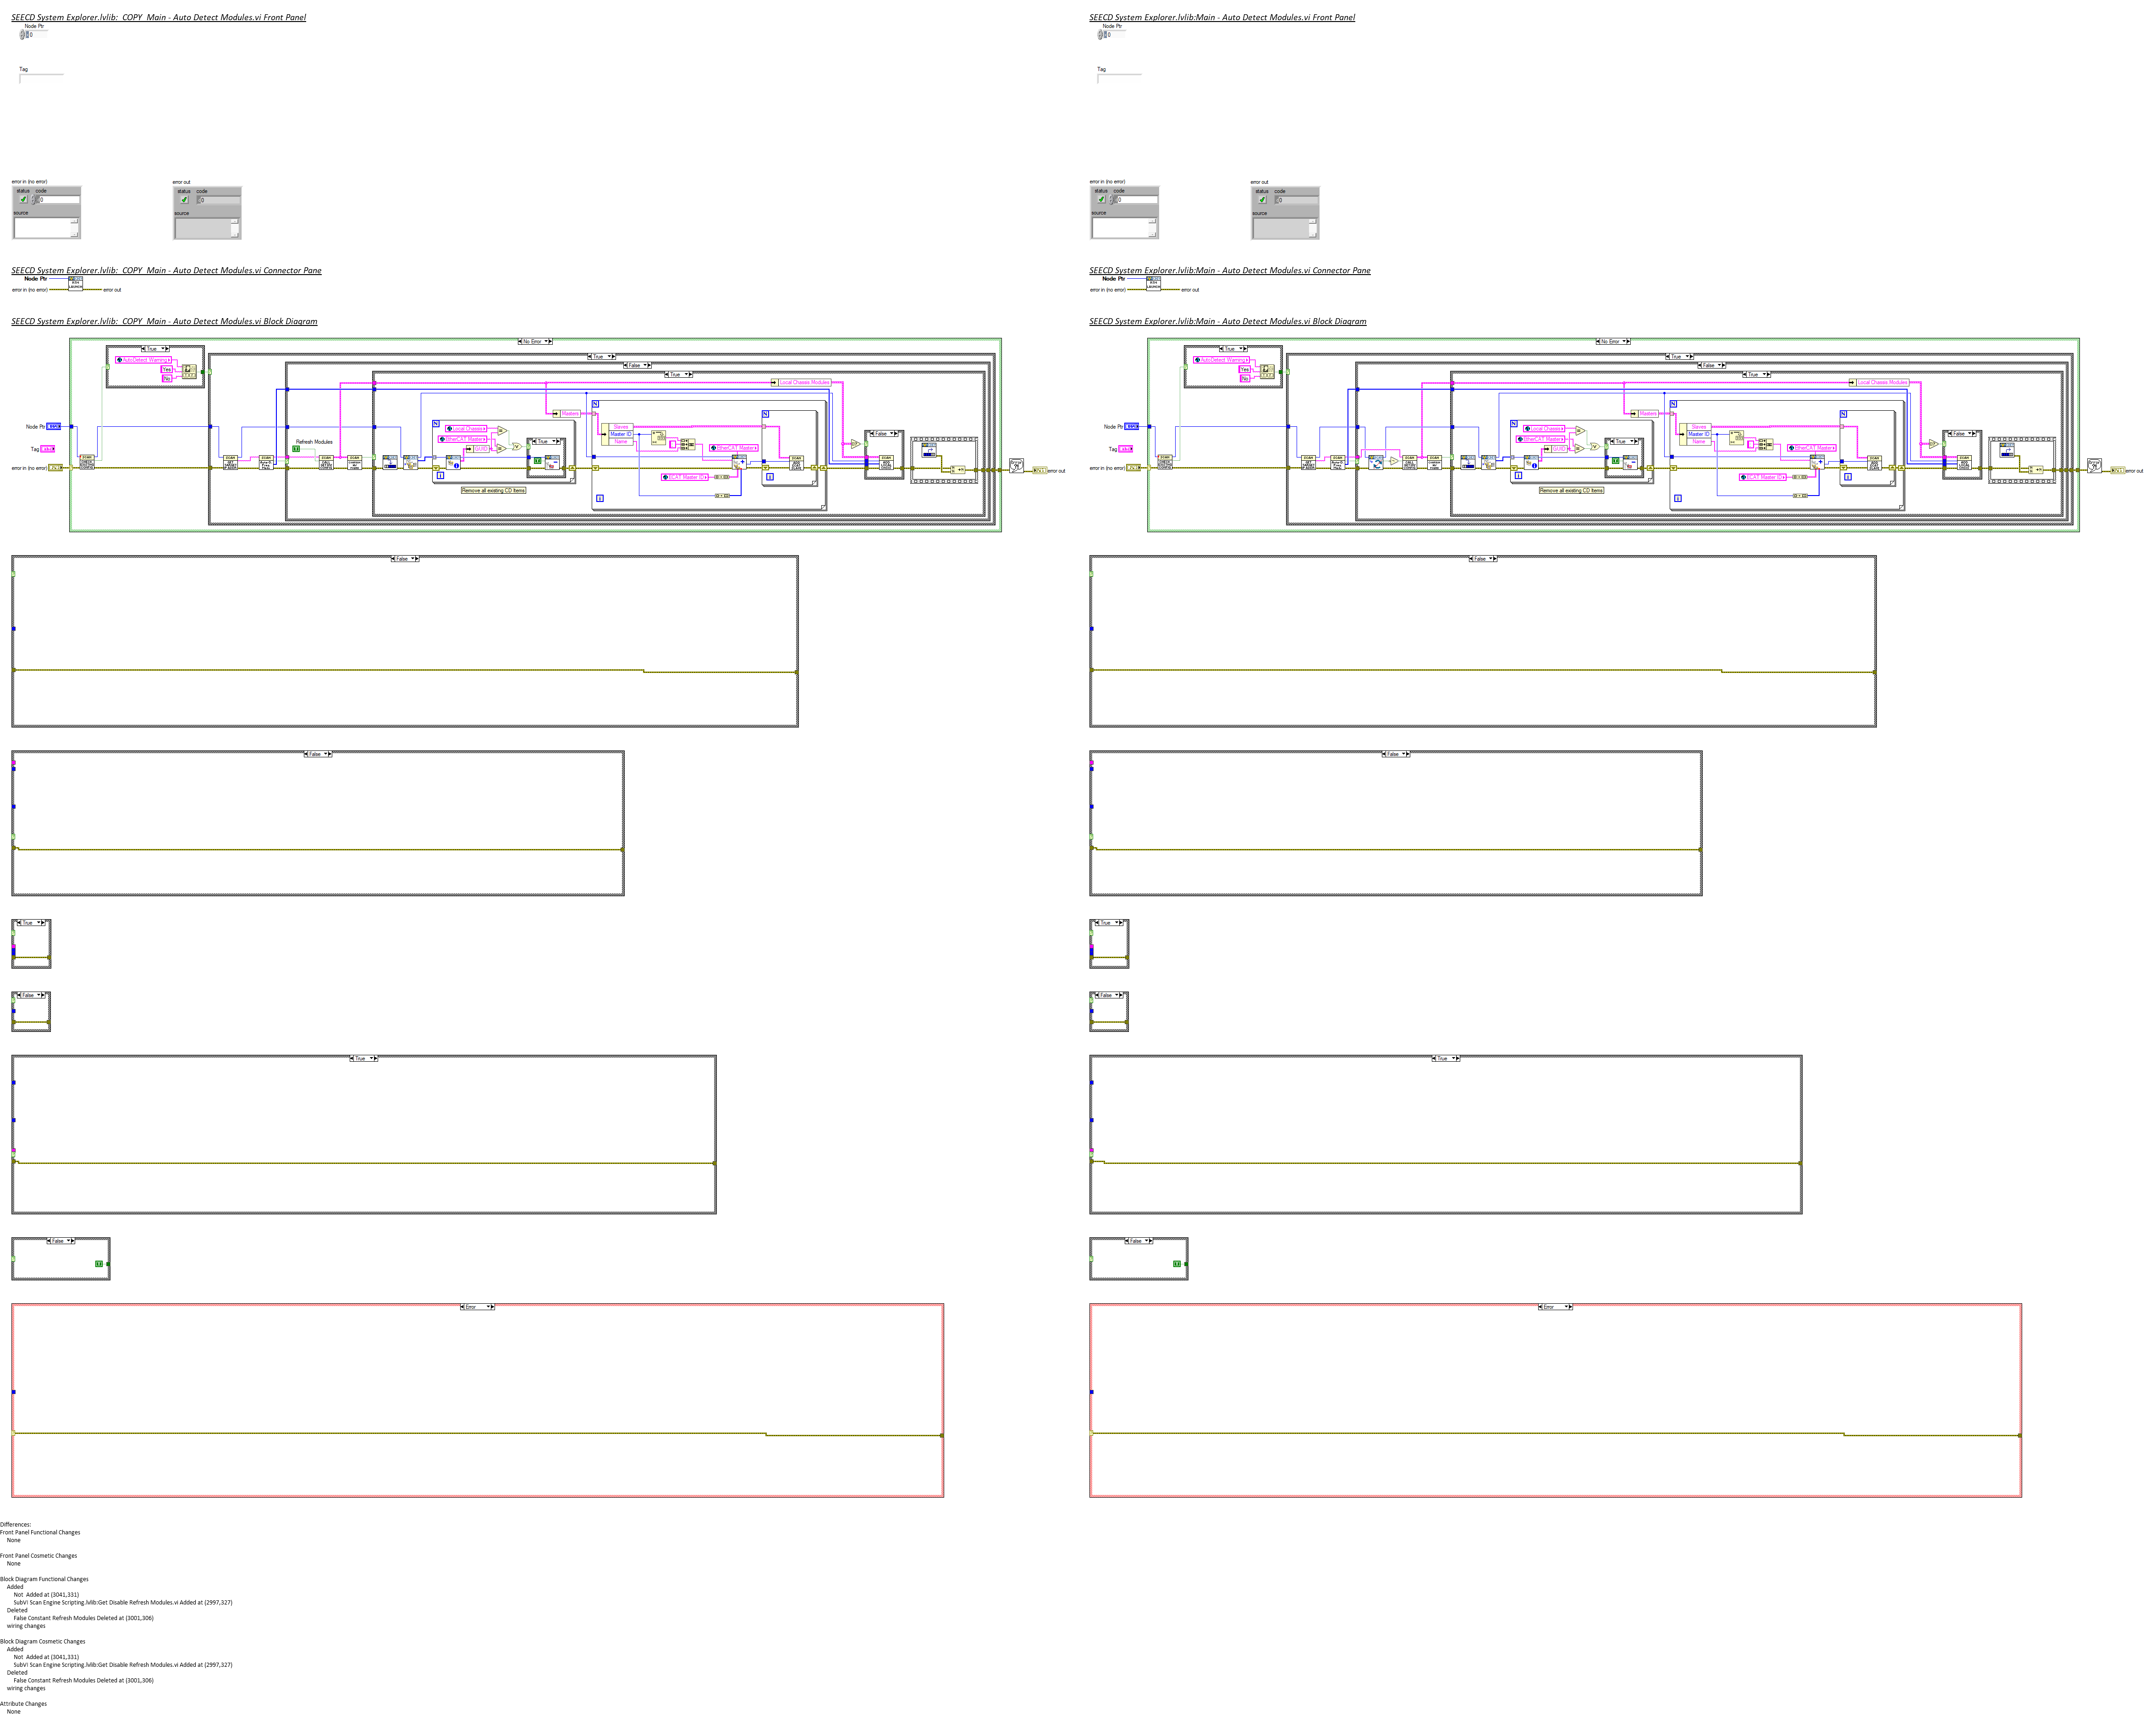 SEECD System Explorer.lvlib:_COPY_Main - Auto Detect Modules.vi Front Panel
Node Ptr
0
Tag
error in (no error)
status code
0
source
error out
status code
0
source
SEECD System Explorer.lvlib:_COPY_Main - Auto Detect Modules.vi Connector Pane
Node Ptr
error in (no error)
error out
SEECD System Explorer.lvlib:_COPY_Main - Auto Detect Modules.vi Block Diagram
No Error
True
True
False
True
AutoDetect Warning
Yes
No
Local Chassis Modules
Masters
Slaves
Master ID
Name
Local Chassis
EtherCAT Master
GUID
True
EtherCAT Master
ECAT Master ID
False
Node Ptr
Tag
error in (no error)
Refresh Modules
Remove all existing CD Items
error out
False
False
True
False
True
False
Error
SEECD System Explorer.lvlib:Main - Auto Detect Modules.vi Front Panel
Node Ptr
0
Tag
error in (no error)
status code
0
source
error out
status code
0
source
SEECD System Explorer.lvlib:Main - Auto Detect Modules.vi Connector Pane
Node Ptr
error in (no error)
error out
SEECD System Explorer.lvlib:Main - Auto Detect Modules.vi Block Diagram
No Error
True
True
False
True
AutoDetect Warning
Yes
No
Local Chassis Modules
Masters
Slaves
Master ID
Name
Local Chassis
EtherCAT Master
GUID
True
EtherCAT Master
ECAT Master ID
False
Node Ptr
Tag
error in (no error)
Remove all existing CD Items
error out
False
False
True
False
True
False
Error
Differences:
Front Panel Functional Changes
None
Front Panel Cosmetic Changes
None
Block Diagram Functional Changes
Added
Not Added at (3041,331)
SubVI Scan Engine Scripting.lvlib:Get Disable Refresh Modules.vi Added at (2997,327)
Deleted
False Constant Refresh Modules Deleted at (3001,306)
wiring changes
Block Diagram Cosmetic Changes
Added
Not Added at (3041,331)
SubVI Scan Engine Scripting.lvlib:Get Disable Refresh Modules.vi Added at (2997,327)
Deleted
False Constant Refresh Modules Deleted at (3001,306)
wiring changes
Attribute Changes
None